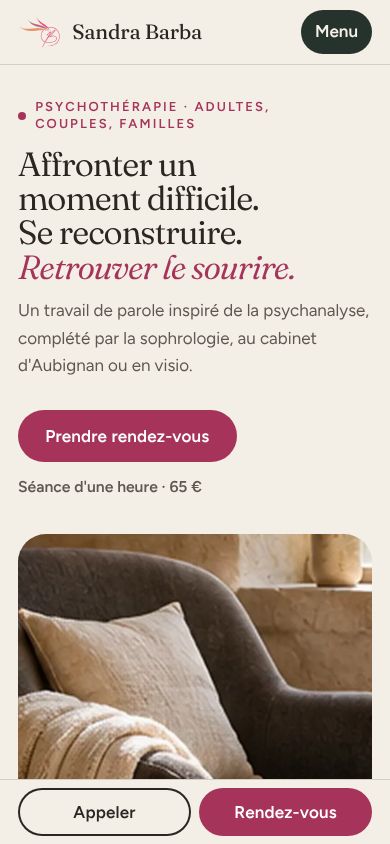 Sandra Barba
Menu
PSYCHOTHÉRAPIE · ADULTES,
COUPLES, FAMILLES
Affronter un
moment difficile.
Se reconstruire.
Retrouver le sourire.
Un travail de parole inspiré de la psychanalyse,
complété par la sophrologie, au cabinet
d'Aubignan ou en visio.
Prendre rendez-vous
Séance d'une heure · 65 €
Appeler
Rendez-vous